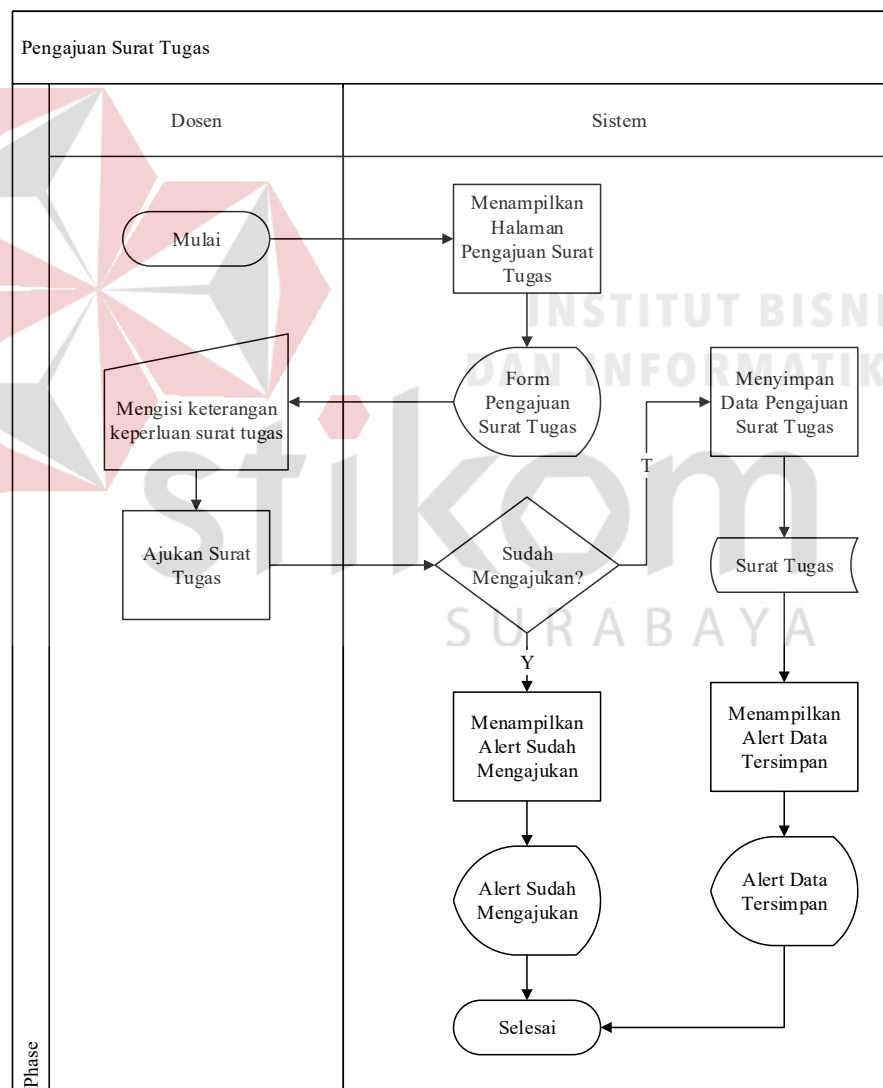 Pengajuan Surat Tugas
Dosen
Sistem
Mulai
Menampilkan
Halaman
Pengajuan Surat
Tugas
INSTITUT BISNI
DAN INFORMATIK
Form
Pengajuan
Surat Tugas
Mengisi keterangan
keperluan surat tugas
Menyimpan
Data Pengajuan
Surat Tugas
T
stikom
SURABAYA
Ajukan Surat
Tugas
Sudah
Mengajukan?
Surat Tugas
Y
Menampilkan
Alert Sudah
Mengajukan
Menampilkan
Alert Data
Tersimpan
Alert Sudah
Mengajukan
Alert Data
Tersimpan
Selesai
Phase